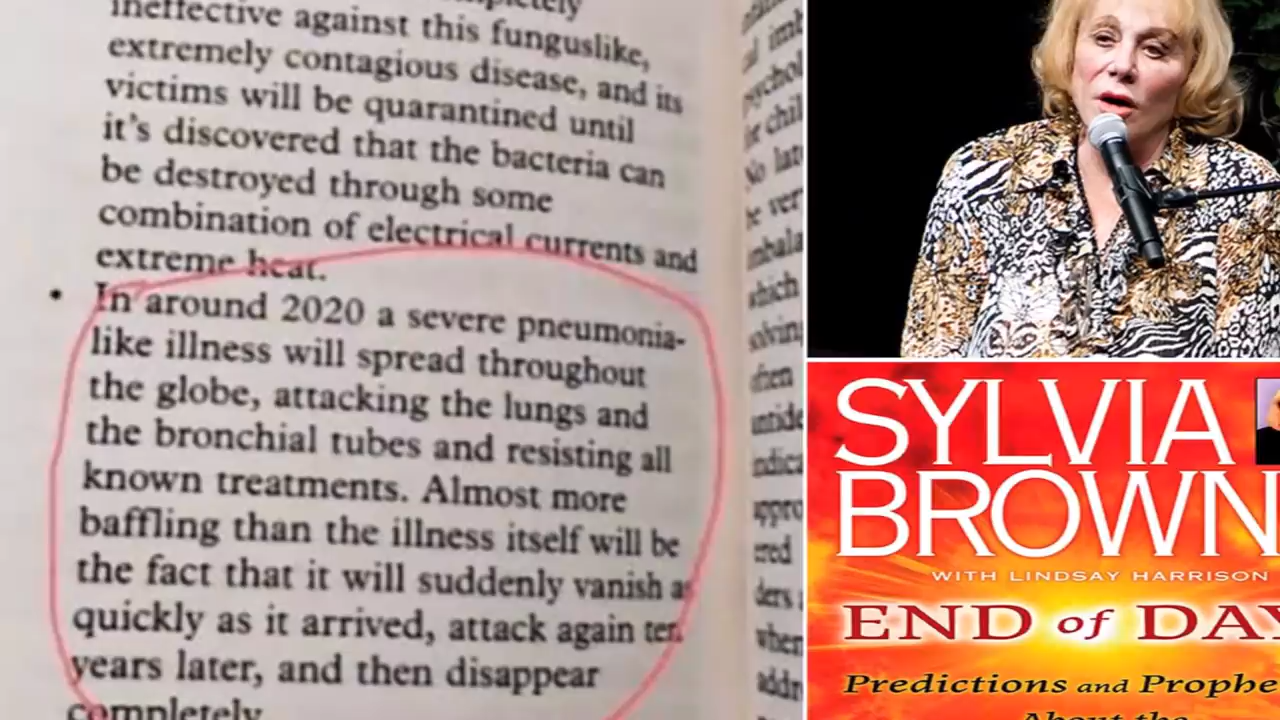 ineffective against this funguslike,
extremely contagious disease, and its
victims will be quarantined until
it's discovered that the bacteria can
be destroyed through some
combination of electrical currents and
extreme heat.
• In around 2020 a severe pneumonia-
like illness will spread throughout
the globe, attacking the lungs and
the bronchial tubes and resisting all
known treatments. Almost more
baffling than the illness itself will be
the fact that it will suddenly vanish as
quickly as it arrived, attack again ten
years later, and then disappear
completely.
SYLVIA
BROWN
WITH LINDSAY HARRISON
END of DAY
Predictions and Prophe
About the